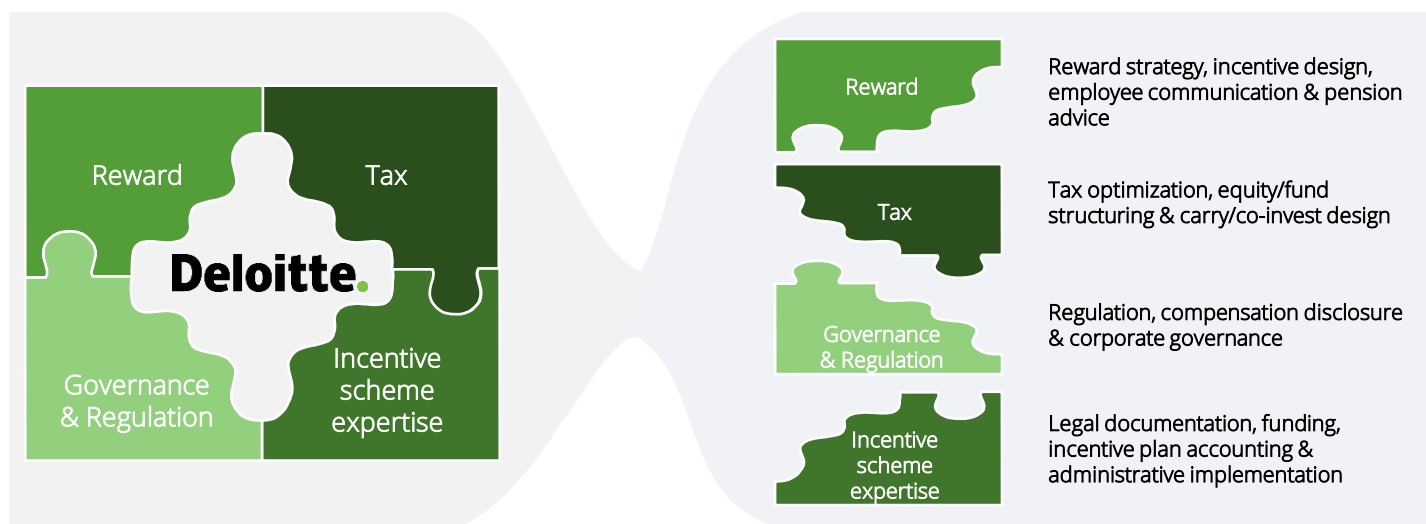 Reward
Tax
Deloitte.
Governance
& Regulation
Incentive
scheme
expertise
Reward
Reward strategy, incentive design,
employee communication & pension
advice
Tax
Tax optimization, equity/fund
structuring & carry/co-invest design
Governance
& Regulation
Regulation, compensation disclosure
& corporate governance
Incentive
scheme
expertise
Legal documentation, funding,
incentive plan accounting &
administrative implementation